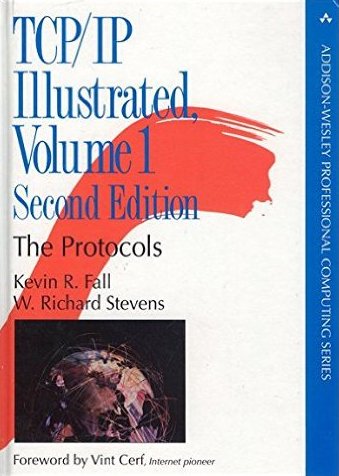 TCP/IP
Illustrated,
Volume 1
Second Edition
The Protocols
Kevin R. Fall
W. Richard Stevens
Foreword by Vint Cerf, Internet pioneer
ADDISON-WESLEY PROFESSIONAL COMPUTING SERIES